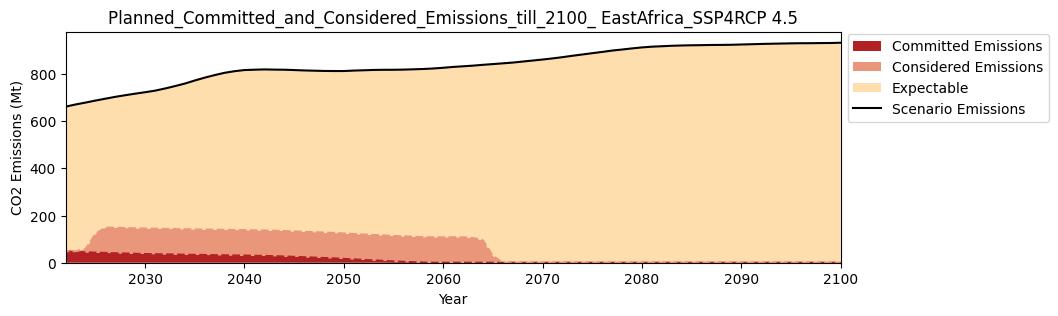 Planned_Committed_and_Considered_Emissions_till_2100_ EastAfrica_SSP4RCP 4.5
Committed Emissions
Considered Emissions
Expectable
Scenario Emissions
CO2 Emissions (Mt)
800
600
400
200
0
2030
2040
2050
2060
2070
2080
2090
2100
Year